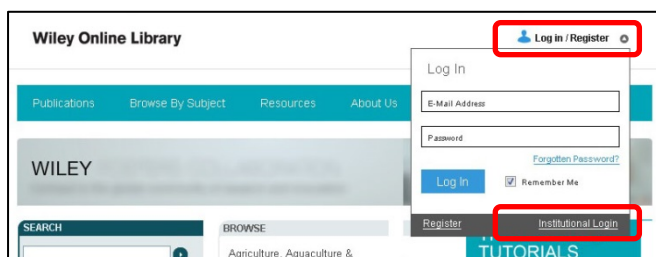 Wiley Online Library
Log in / Register
Log In
Publications Browse By Subject Resources About Us
E-Mail Address
Password
Forgotten Password?
WILEY
Log In Remember Me
Register Institutional Login
SEARCH BROWSE
TUTORIALS
Agriculture, Aquaculture &